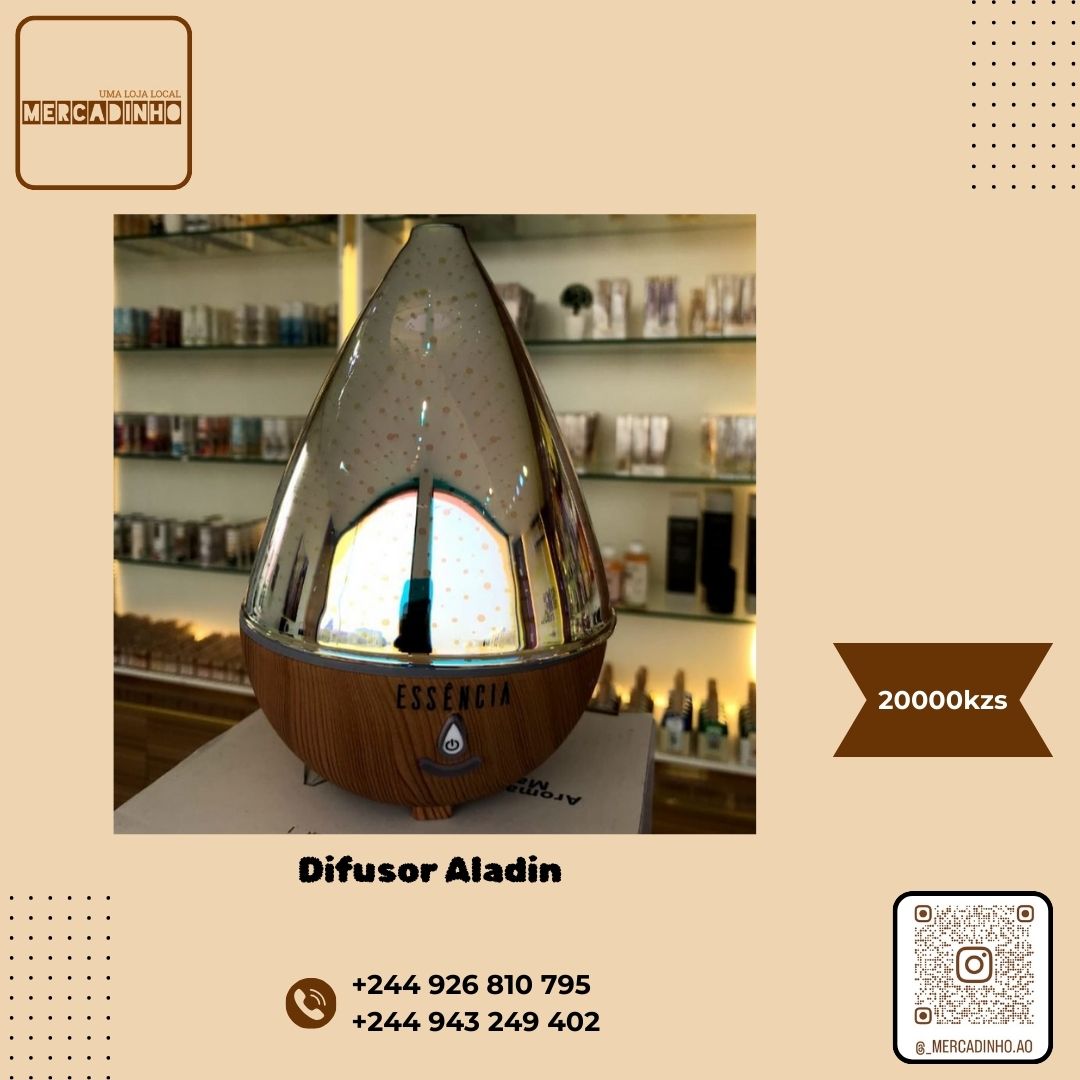 UMA LOJA LOCAL
MERCADINHO
ESSÊNCIA
20000kzs
Difusor Aladin
+244 926 810 795
+244 943 249 402
@_MERCADINHO.AO